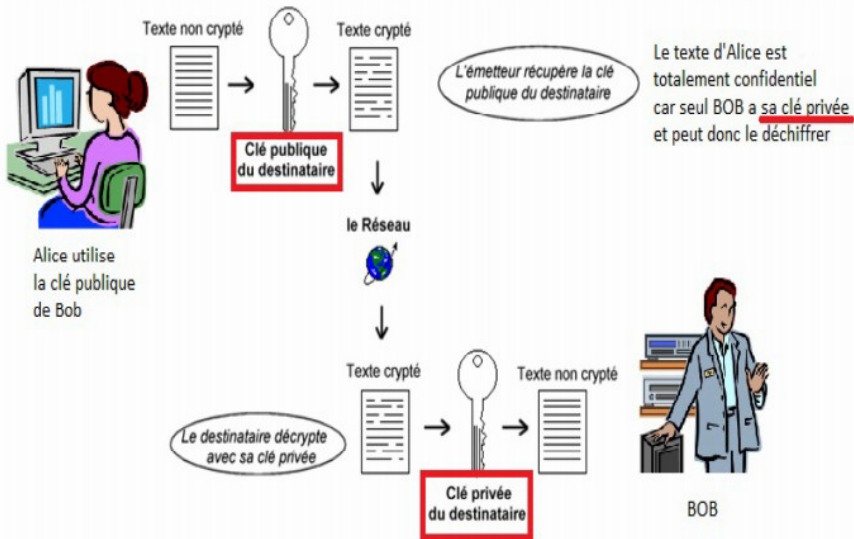 Texte non crypté
Texte crypté
L'émetteur récupère la clé
publique du destinataire
Le texte d'Alice est
totalement confidentiel
car seul BOB a sa clé privée
et peut donc le déchiffrer
Clé publique
du destinataire
le Réseau
Alice utilise
la clé publique
de Bob
Texte crypté
Texte non crypté
Le destinataire décrypte
avec sa clé privée
Clé privée
du destinataire
BOB